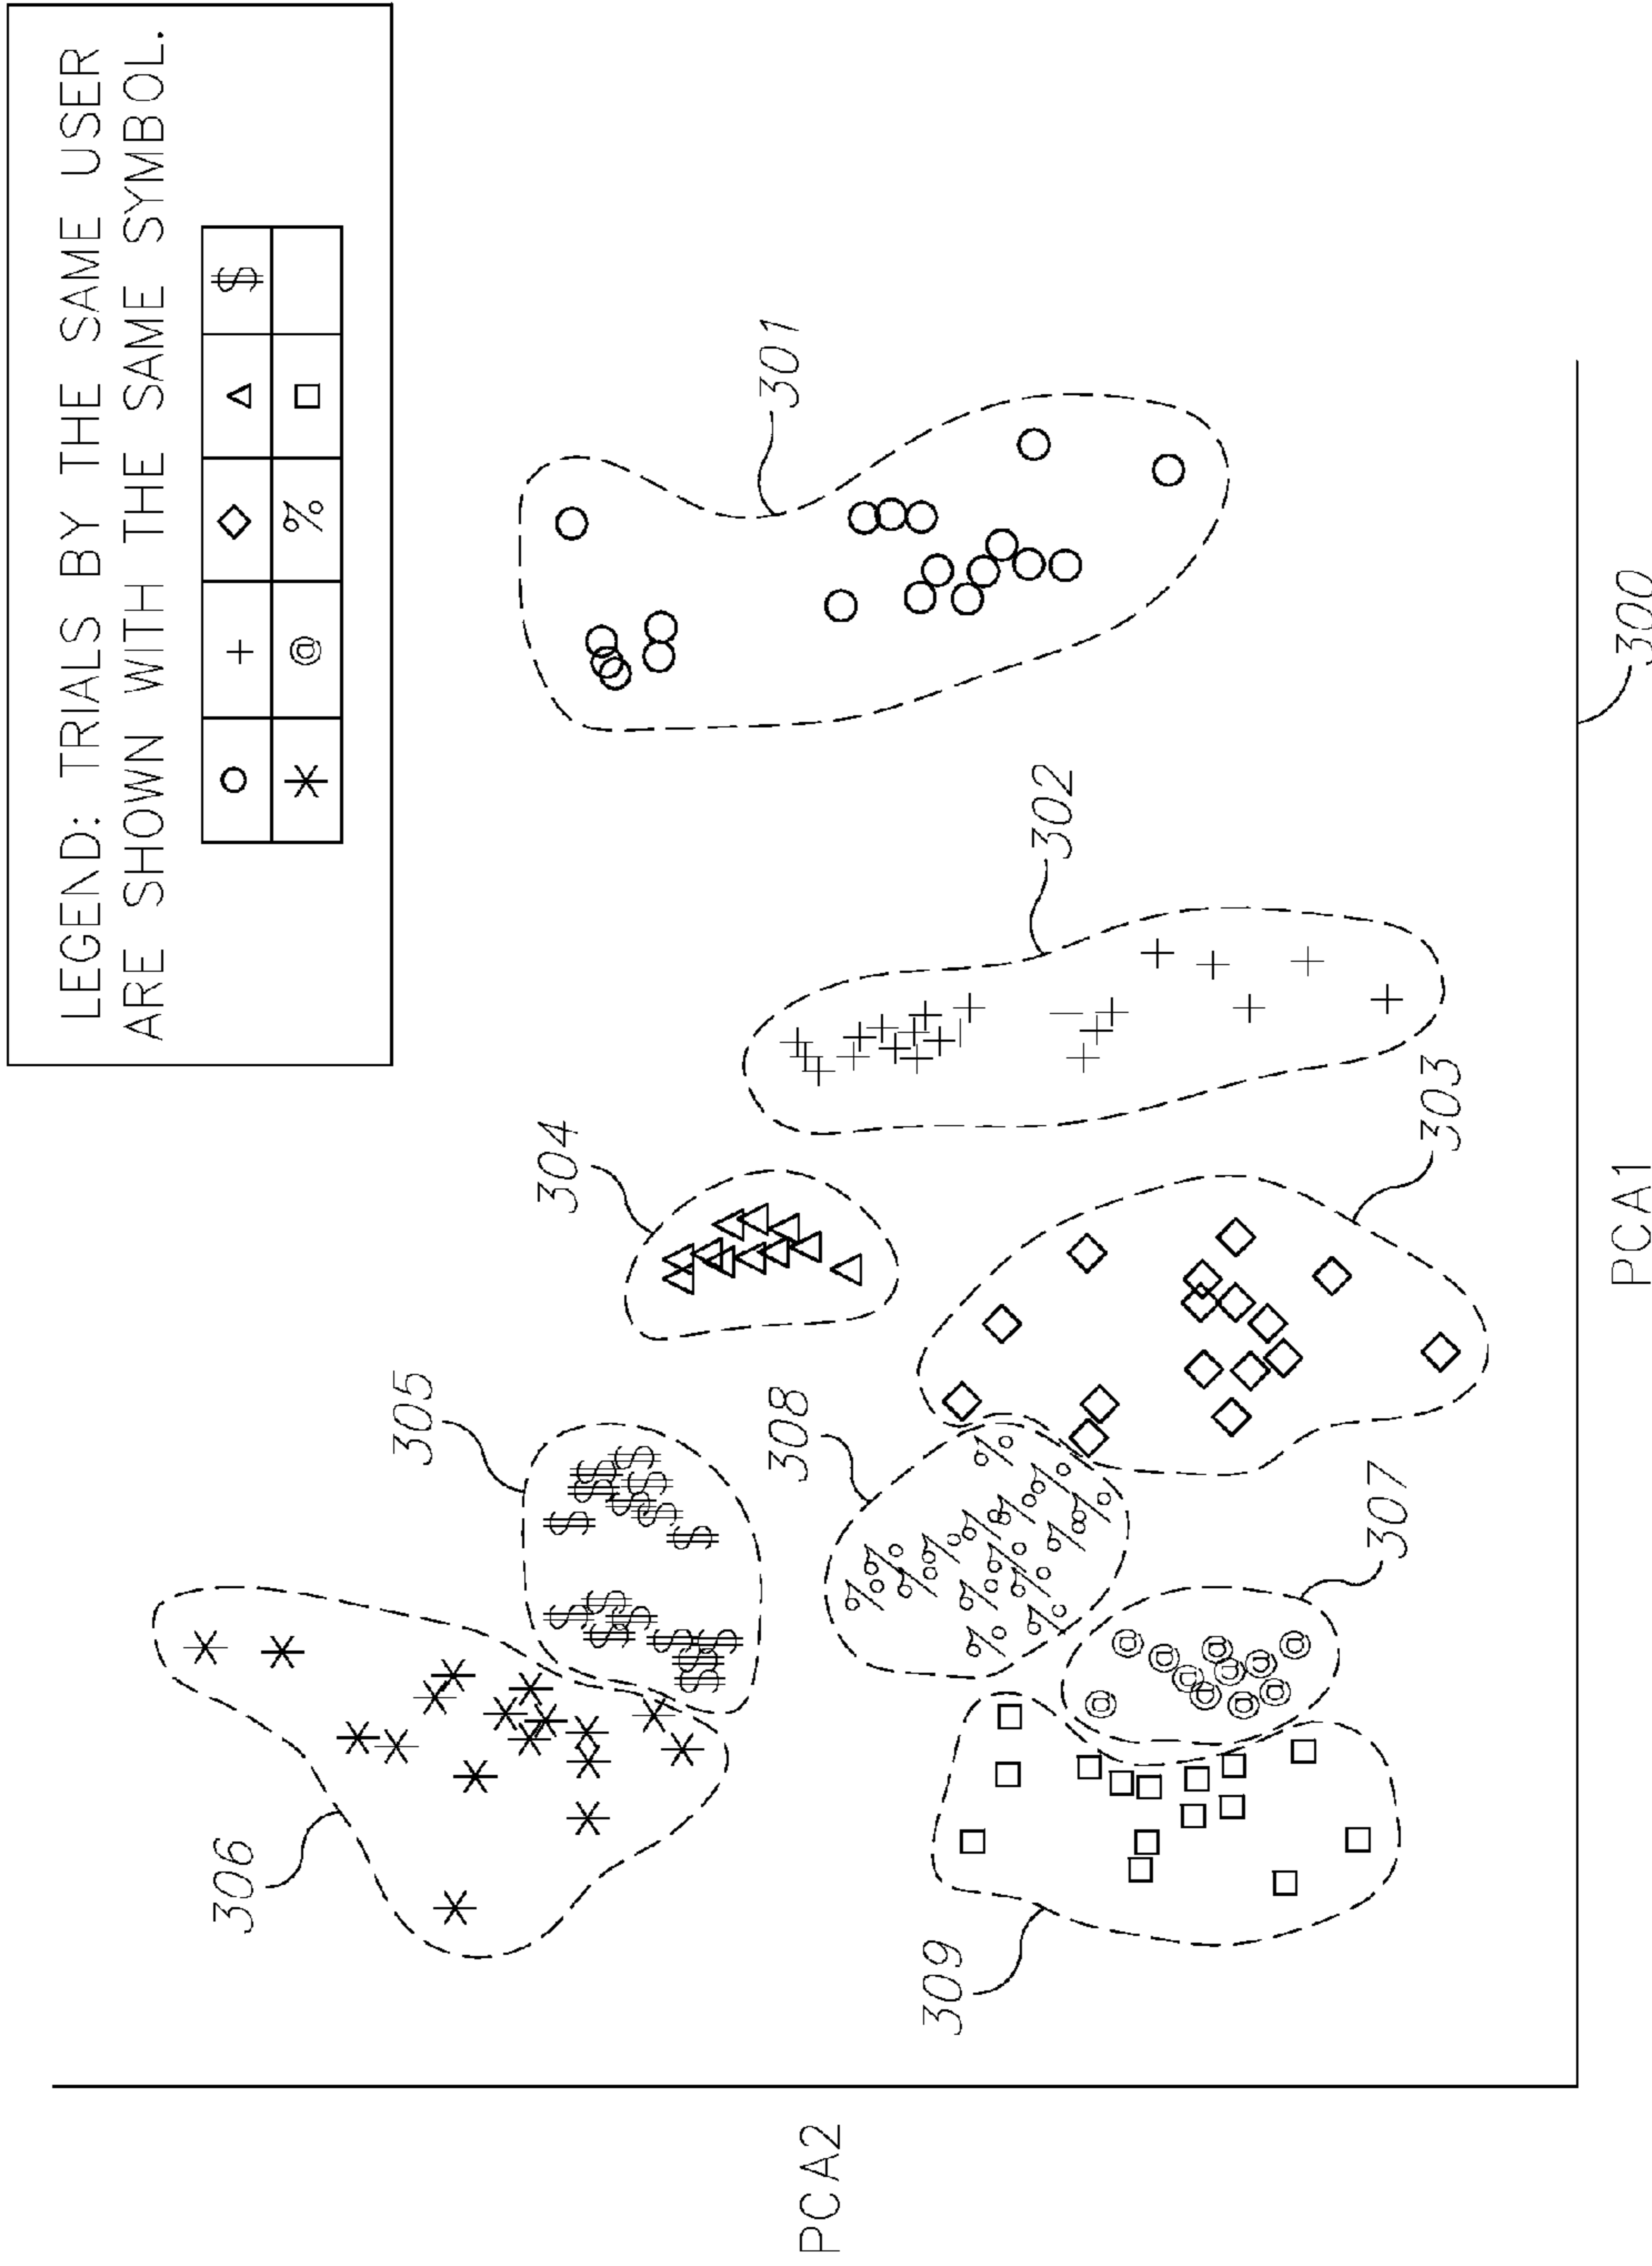 LEGEND: TRIALS BY THE SAME USER
ARE SHOWN WITH THE SAME SYMBOL.
○ + ◇ △ $
* @ % □
306
305
304
301
308
302
309
307
303
300
PCA2
PCA1